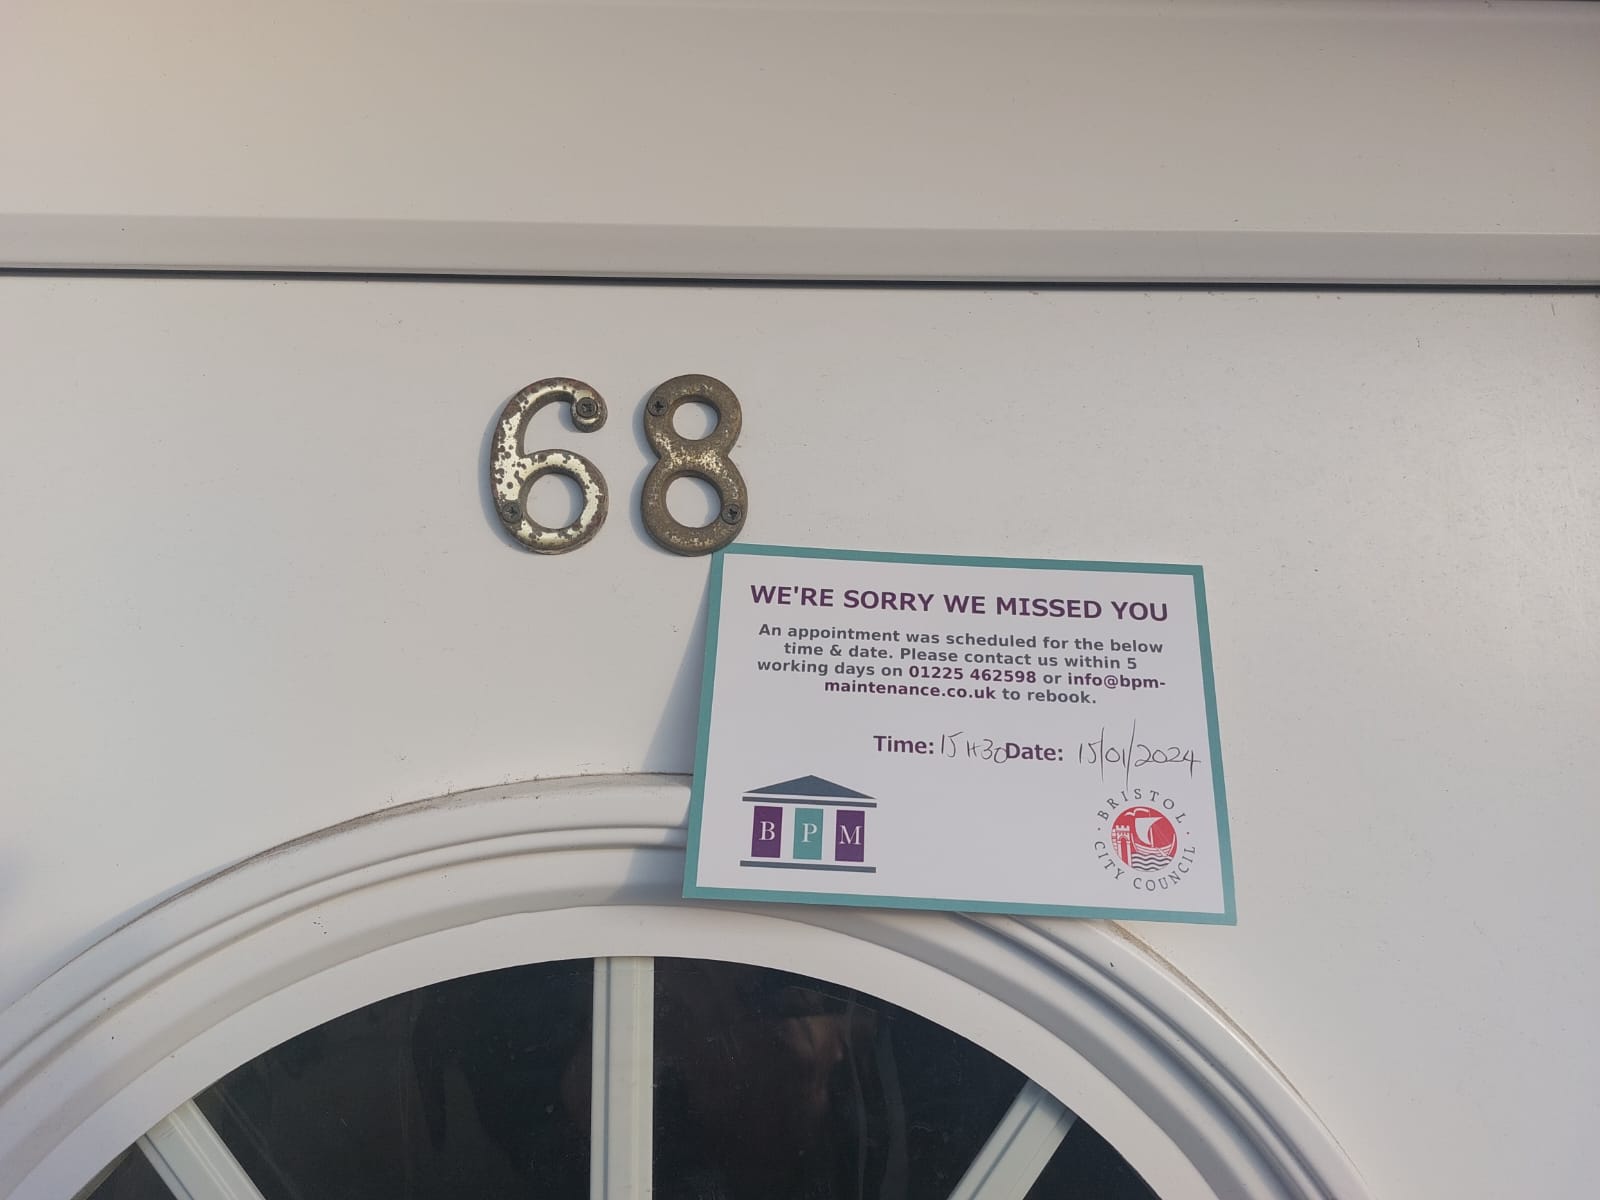 68
WE'RE SORRY WE MISSED YOU
An appointment was scheduled for the below
time & date. Please contact us within 5
working days on 01225 462598 or info@bpm-
maintenance.co.uk to rebook.
Time: 15H30 Date: 15/01/2024
B P M
BRISTOL
CITY COUNCIL